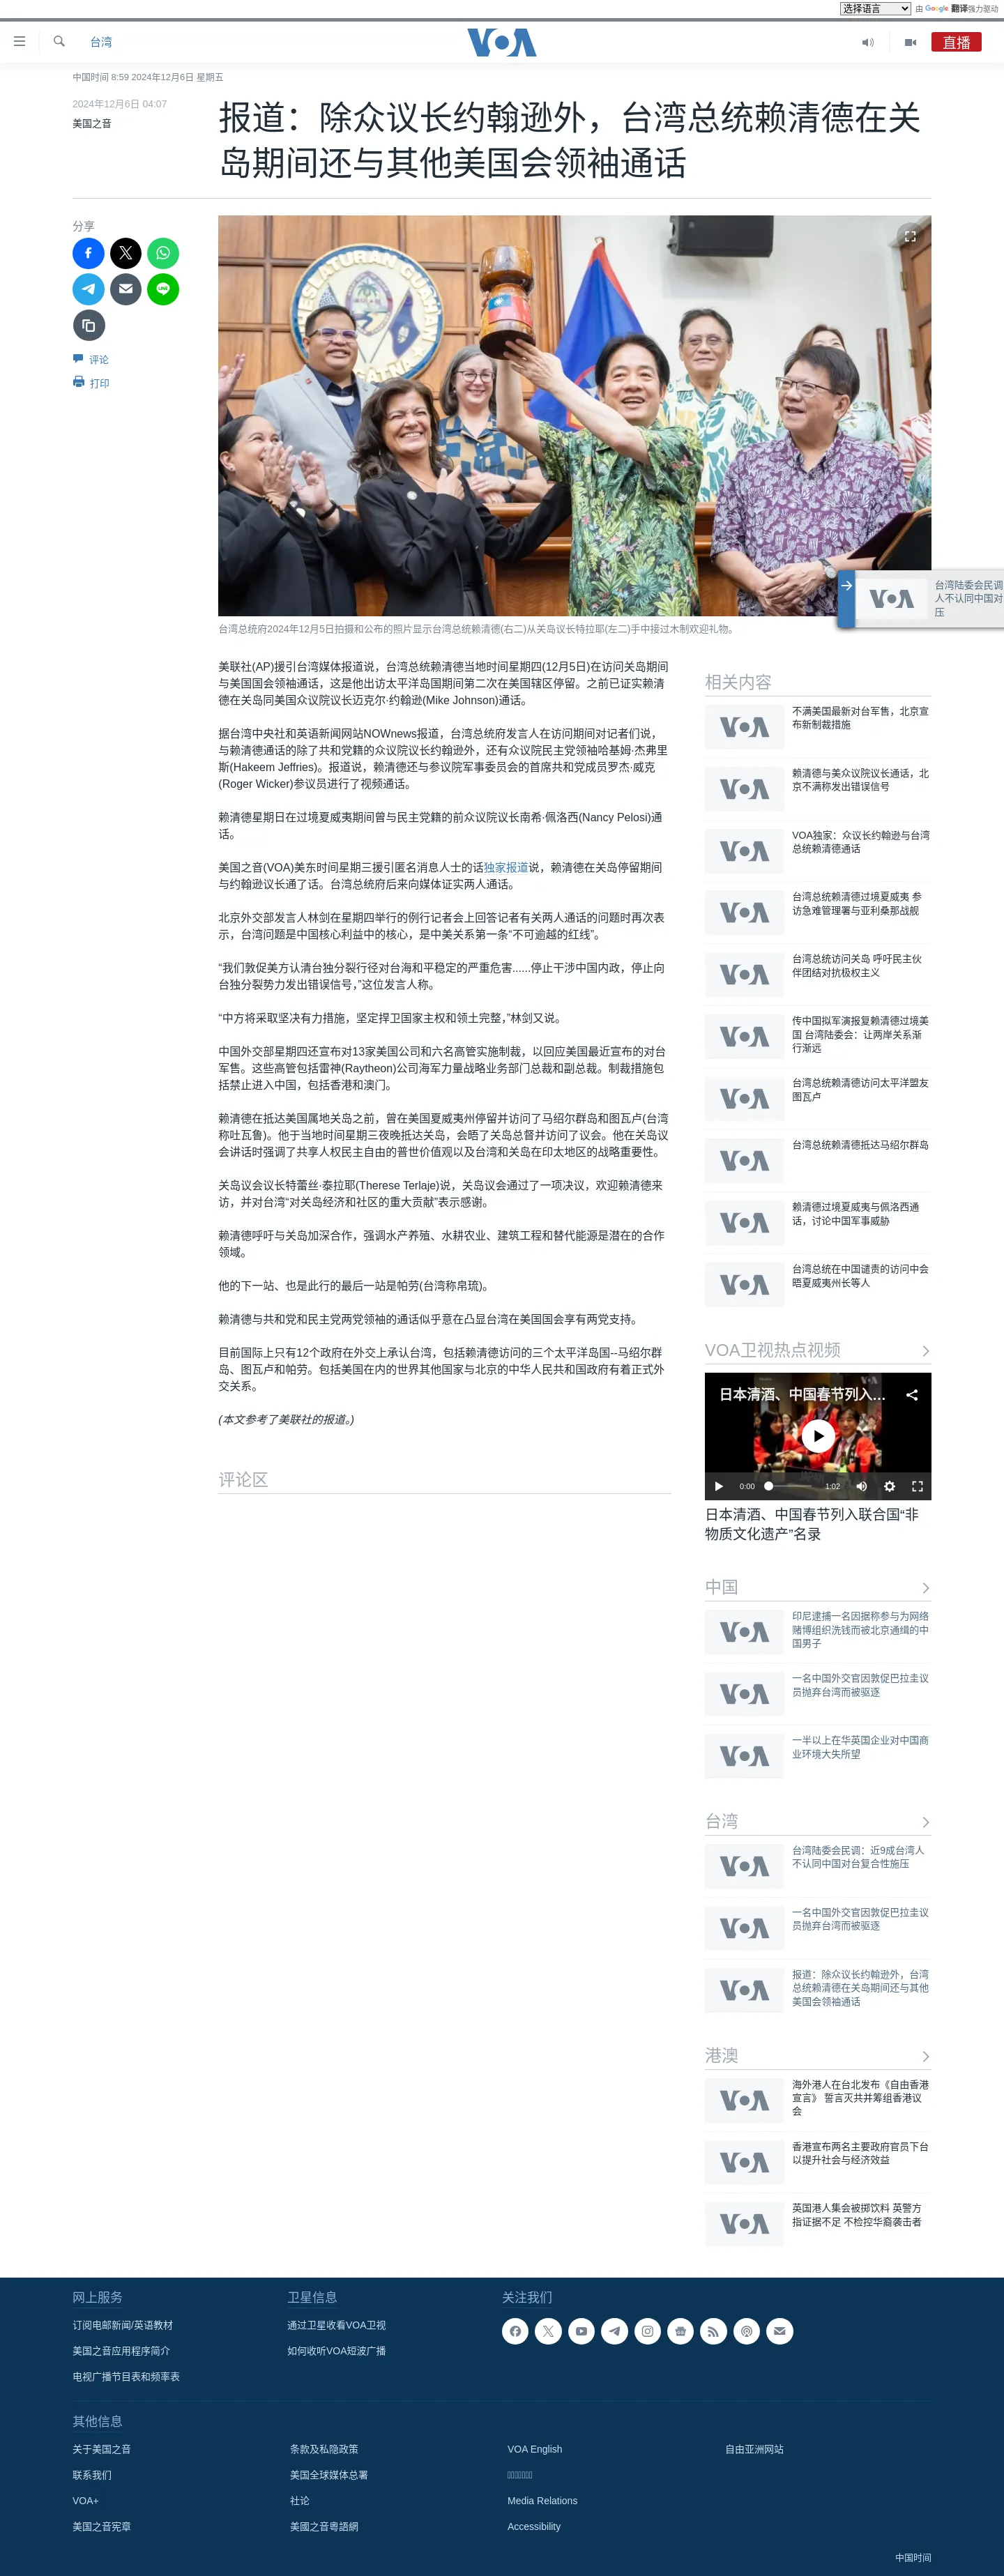 选择语言 由 Google 翻译强力驱动
台湾
VOA
直播
中国时间 8:59 2024年12月6日 星期五
2024年12月6日 04:07
美国之音
报道：除众议长约翰逊外，台湾总统赖清德在关
岛期间还与其他美国会领袖通话
分享
评论
打印
台湾总统府2024年12月5日拍摄和公布的照片显示台湾总统赖清德(右二)从关岛议长特拉耶(左二)手中接过木制欢迎礼物。
台湾陆委会民调
人不认同中国对
压
美联社(AP)援引台湾媒体报道说，台湾总统赖清德当地时间星期四(12月5日)在访问关岛期间
与美国国会领袖通话，这是他出访太平洋岛国期间第二次在美国辖区停留。之前已证实赖清
德在关岛同美国众议院议长迈克尔·约翰逊(Mike Johnson)通话。
据台湾中央社和英语新闻网站NOWnews报道，台湾总统府发言人在访问期间对记者们说，
与赖清德通话的除了共和党籍的众议院议长约翰逊外，还有众议院民主党领袖哈基姆·杰弗里
斯(Hakeem Jeffries)。报道说，赖清德还与参议院军事委员会的首席共和党成员罗杰·威克
(Roger Wicker)参议员进行了视频通话。
赖清德星期日在过境夏威夷期间曾与民主党籍的前众议院议长南希·佩洛西(Nancy Pelosi)通
话。
美国之音(VOA)美东时间星期三援引匿名消息人士的话独家报道说，赖清德在关岛停留期间
与约翰逊议长通了话。台湾总统府后来向媒体证实两人通话。
北京外交部发言人林剑在星期四举行的例行记者会上回答记者有关两人通话的问题时再次表
示，台湾问题是中国核心利益中的核心，是中美关系第一条“不可逾越的红线”。
“我们敦促美方认清台独分裂行径对台海和平稳定的严重危害......停止干涉中国内政，停止向
台独分裂势力发出错误信号，”这位发言人称。
“中方将采取坚决有力措施，坚定捍卫国家主权和领土完整，”林剑又说。
中国外交部星期四还宣布对13家美国公司和六名高管实施制裁，以回应美国最近宣布的对台
军售。这些高管包括雷神(Raytheon)公司海军力量战略业务部门总裁和副总裁。制裁措施包
括禁止进入中国，包括香港和澳门。
赖清德在抵达美国属地关岛之前，曾在美国夏威夷州停留并访问了马绍尔群岛和图瓦卢(台湾
称吐瓦鲁)。他于当地时间星期三夜晚抵达关岛，会晤了关岛总督并访问了议会。他在关岛议
会讲话时强调了共享人权民主自由的普世价值观以及台湾和关岛在印太地区的战略重要性。
关岛议会议长特蕾丝·泰拉耶(Therese Terlaje)说，关岛议会通过了一项决议，欢迎赖清德来
访，并对台湾“对关岛经济和社区的重大贡献”表示感谢。
赖清德呼吁与关岛加深合作，强调水产养殖、水耕农业、建筑工程和替代能源是潜在的合作
领域。
他的下一站、也是此行的最后一站是帕劳(台湾称帛琉)。
赖清德与共和党和民主党两党领袖的通话似乎意在凸显台湾在美国国会享有两党支持。
目前国际上只有12个政府在外交上承认台湾，包括赖清德访问的三个太平洋岛国--马绍尔群
岛、图瓦卢和帕劳。包括美国在内的世界其他国家与北京的中华人民共和国政府有着正式外
交关系。
(本文参考了美联社的报道。)
评论区
相关内容
不满美国最新对台军售，北京宣
布新制裁措施
赖清德与美众议院议长通话，北
京不满称发出错误信号
VOA独家：众议长约翰逊与台湾
总统赖清德通话
台湾总统赖清德过境夏威夷 参
访急难管理署与亚利桑那战舰
台湾总统访问关岛 呼吁民主伙
伴团结对抗极权主义
传中国拟军演报复赖清德过境美
国 台湾陆委会：让两岸关系渐
行渐远
台湾总统赖清德访问太平洋盟友
图瓦卢
台湾总统赖清德抵达马绍尔群岛
赖清德过境夏威夷与佩洛西通
话，讨论中国军事威胁
台湾总统在中国谴责的访问中会
晤夏威夷州长等人
VOA卫视热点视频
日本清酒、中国春节列入...
0:00 1:02
日本清酒、中国春节列入联合国“非
物质文化遗产”名录
中国
印尼逮捕一名因据称参与为网络
赌博组织洗钱而被北京通缉的中
国男子
一名中国外交官因敦促巴拉圭议
员抛弃台湾而被驱逐
一半以上在华英国企业对中国商
业环境大失所望
台湾
台湾陆委会民调：近9成台湾人
不认同中国对台复合性施压
一名中国外交官因敦促巴拉圭议
员抛弃台湾而被驱逐
报道：除众议长约翰逊外，台湾
总统赖清德在关岛期间还与其他
美国会领袖通话
港澳
海外港人在台北发布《自由香港
宣言》 誓言灭共并筹组香港议
会
香港宣布两名主要政府官员下台
以提升社会与经济效益
英国港人集会被掷饮料 英警方
指证据不足 不检控华裔袭击者
网上服务
订阅电邮新闻/英语教材
美国之音应用程序简介
电视广播节目表和频率表
卫星信息
通过卫星收看VOA卫视
如何收听VOA短波广播
关注我们
其他信息
关于美国之音 条款及私隐政策 VOA English 自由亚洲网站
联系我们 美国全球媒体总署
VOA+ 社论 Media Relations
美国之音宪章 美國之音粵語網 Accessibility
中国时间